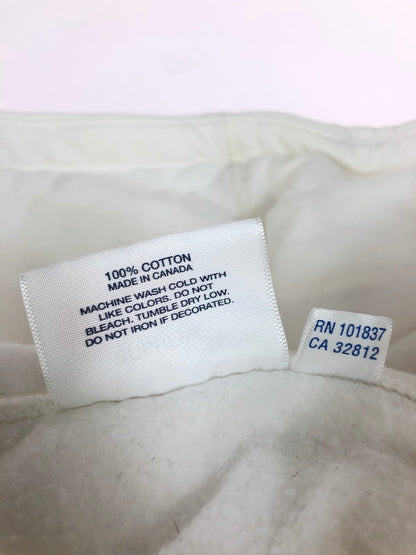 100% COTTON
MADE IN CANADA
MACHINE WASH COLD WITH
LIKE COLORS. DO NOT
BLEACH. TUMBLE DRY LOW.
DO NOT IRON IF DECORATED.
RN 101837
CA 32812